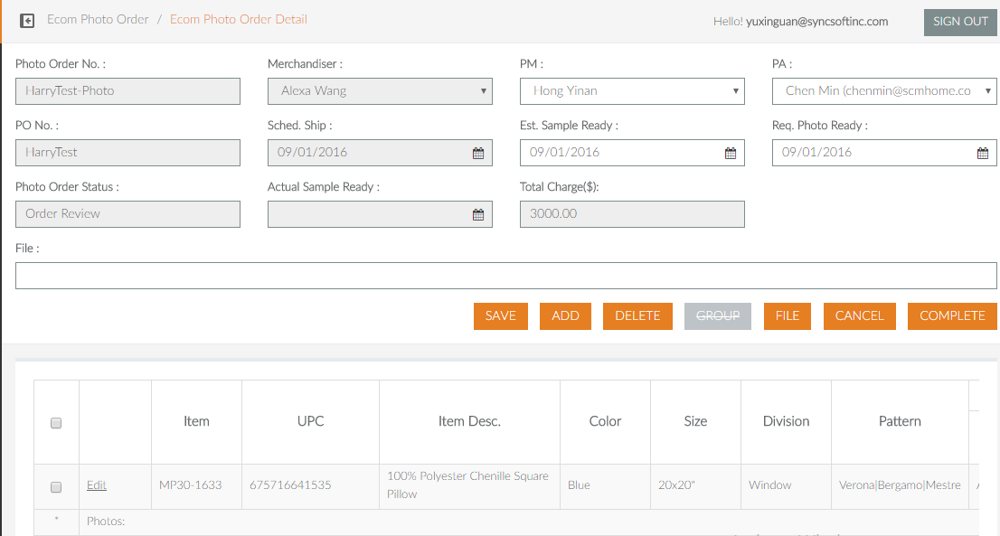 Ecom Photo Order / Ecom Photo Order Detail
Hello! yuxinguan@syncsoftinc.com SIGN OUT
Photo Order No. : Merchandiser : PM : PA :
HarryTest-Photo Alexa Wang Hong Yinan Chen Min (chenmin@scmhome.co
PO No. : Sched. Ship : Est. Sample Ready : Req. Photo Ready :
HarryTest 09/01/2016 09/01/2016 09/01/2016
Photo Order Status : Actual Sample Ready : Total Charge($):
Order Review 3000.00
File :
SAVE ADD DELETE GROUP FILE CANCEL COMPLETE
Item UPC Item Desc. Color Size Division Pattern
Edit MP30-1633 675716641535 100% Polyester Chenille Square Pillow Blue 20x20" Window Verona|Bergamo|Mestre
* Photos: